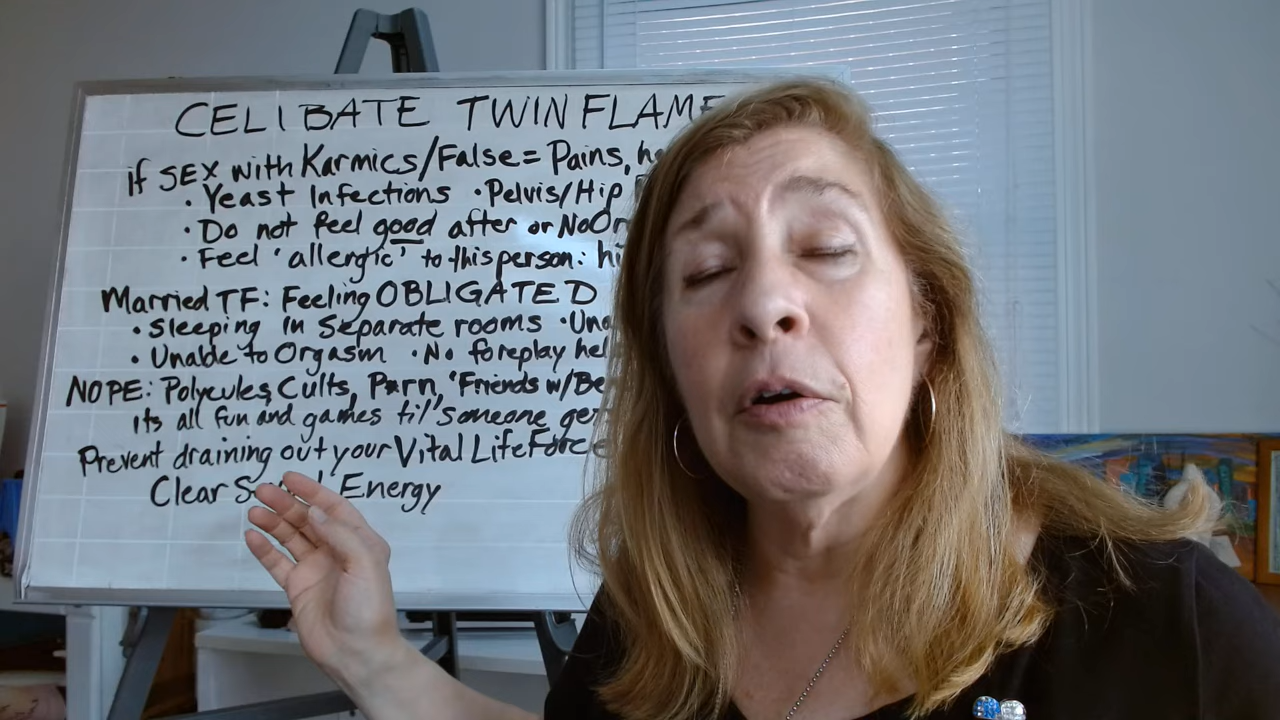 CELIBATE TWIN FLAME
if SEX with Karmics/False = Pains,
• Yeast Infections • Pelvis/Hip
• Do not feel good after or No
• Feel 'allergic' to this person:
Married TF: Feeling OBLIGATED
• Sleeping in Separate rooms
• Unable to Orgasm • No foreplay
NOPE: Polycules, Cults, P*rn, 'Friends w/
its all fun and games til' someone
Prevent draining out your Vital Life Force
Clear Energy